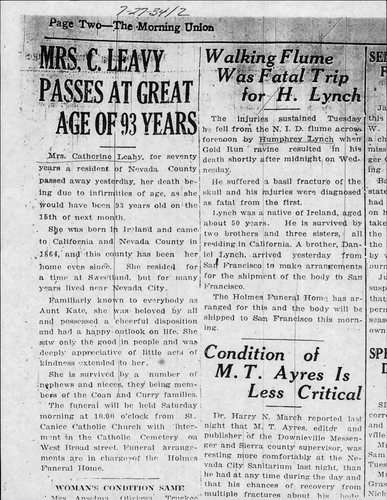 7-27-34/2
Page Two—The Morning Union
MRS. C. LEAVY
PASSES AT GREAT
AGE OF 93 YEARS
Mrs. Catherine Leahy, for seventy
years a resident of Nevada County
passed away yesterday, her death be-
ing due to infirmities of age, as she
would have been 93 years old on the
15th of next month.
She was born in Ireland and came
to California and Nevada County in
1864, and this county has been her
home ever since. She resided for
a time at Sweetland, but for many
years lived near Nevada City.
Familiarly known to everybody as
Aunt Kate, she was beloved by all
and possessed a cheerful disposition
and had a happy outlook on life. She
saw only the good in people and was
deeply appreciative of little acts of
kindness extended to her.
She is survived by a number of
nephews and nieces, they being mem-
bers of the Coan and Curry families.
The funeral will be held Saturday
morning at 10.00 o'clock from St.
Canice Catholic Church with inter-
ment in the Catholic Cemetery on
West Broad street. Funeral arrange-
ments are in charge of the Holmes
Funeral Home.
WOMAN'S CONDITION SAME
Walking Flume
Was Fatal Trip
for H. Lynch
The injuries sustained Tuesday
forenoon by Humphrey Lynch when
he fell from the N. I. D. flume across
Gold Run ravine resulted in his
death shortly after midnight on Wed-
nesday.
He suffered a basil fracture of the
skull and his injuries were diagnosed
as fatal from the first.
Lynch was a native of Ireland, aged
about 50 years. He is survived by
two brothers and three sisters, all
residing in California. A brother, Dan-
iel Lynch, arrived yesterday from
San Francisco to make arrangements
for the shipment of the body to San
Francisco.
The Holmes Funeral Home has ar-
ranged for this and the body will be
shipped to San Francisco this morn-
ing.
Condition of
M. T. Ayres Is
Less Critical
Dr. Harry N. March reported last
night that M. T. Ayres, editor and
publisher of the Downieville Messen-
ger and Sierra county supervisor, was
resting more comfortably at the Ne-
vada City Sanitarium last night, than
he had at any time during the day and
that his chances of recovery from
multiple fractures about his